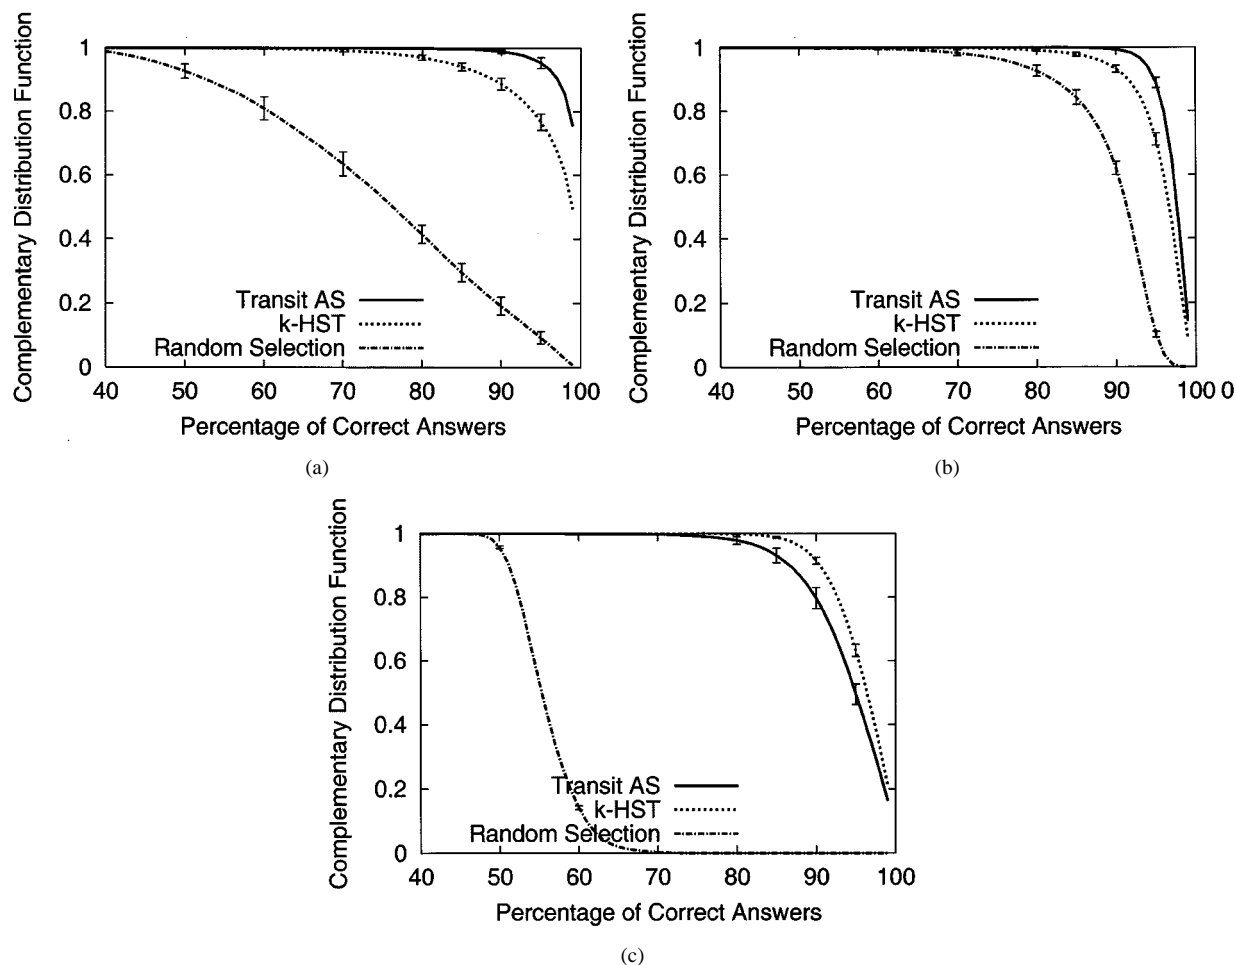 Complementary Distribution Function
1
0.8
0.6
0.4
0.2
0
Transit AS
k-HST
Random Selection
40 50 60 70 80 90 100
Percentage of Correct Answers
(a)
Complementary Distribution Function
1
0.8
0.6
0.4
0.2
0
Transit AS
k-HST
Random Selection
40 50 60 70 80 90 100 0
Percentage of Correct Answers
(b)
Complementary Distribution Function
1
0.8
0.6
0.4
0.2
0
Transit AS
k-HST
Random Selection
40 50 60 70 80 90 100
Percentage of Correct Answers
(c)